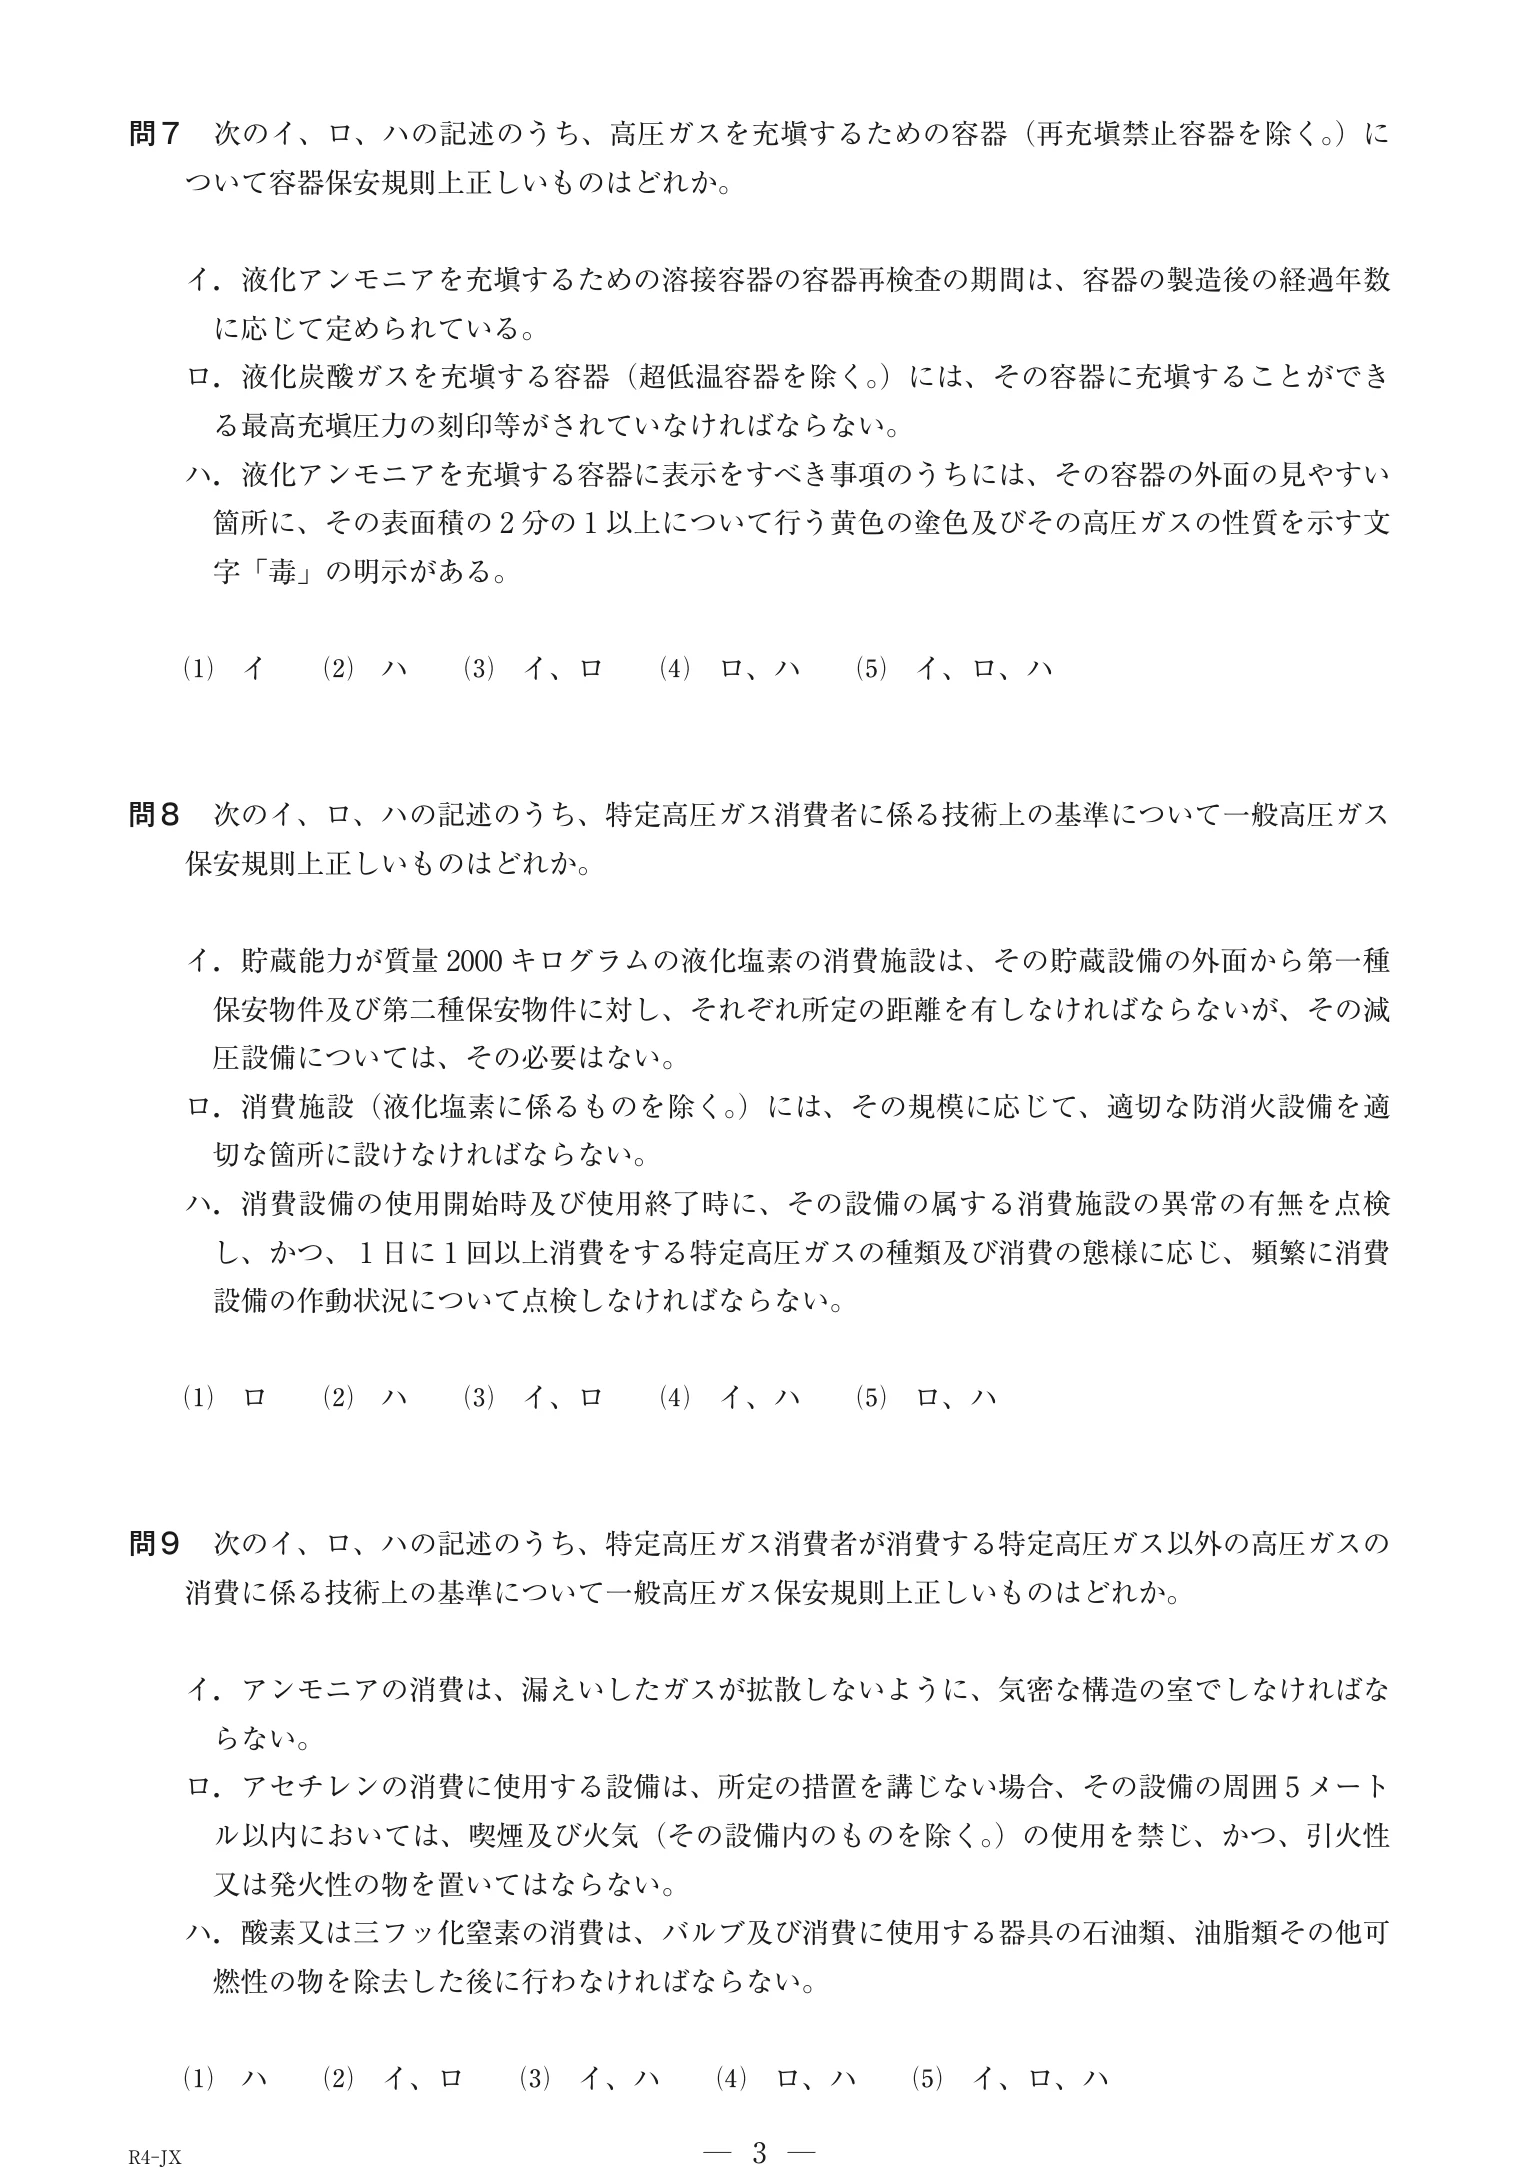 問7 次のイ、ロ、ハの記述のうち、高圧ガスを充塡するための容器（再充塡禁止容器を除く。）に
ついて容器保安規則上正しいものはどれか。
イ．液化アンモニアを充塡するための溶接容器の容器再検査の期間は、容器の製造後の経過年数
に応じて定められている。
ロ．液化炭酸ガスを充塡する容器（超低温容器を除く。）には、その容器に充塡することができ
る最高充塡圧力の刻印等がされていなければならない。
ハ．液化アンモニアを充塡する容器に表示をすべき事項のうちには、その容器の外面の見やすい
箇所に、その表面積の2分の1以上について行う黄色の塗色及びその高圧ガスの性質を示す文
字「毒」の明示がある。
(1) イ (2) ハ (3) イ、ロ (4) ロ、ハ (5) イ、ロ、ハ
問8 次のイ、ロ、ハの記述のうち、特定高圧ガス消費者に係る技術上の基準について一般高圧ガス
保安規則上正しいものはどれか。
イ．貯蔵能力が質量2000キログラムの液化塩素の消費施設は、その貯蔵設備の外面から第一種
保安物件及び第二種保安物件に対し、それぞれ所定の距離を有しなければならないが、その減
圧設備については、その必要はない。
ロ．消費施設（液化塩素に係るものを除く。）には、その規模に応じて、適切な防消火設備を適
切な箇所に設けなければならない。
ハ．消費設備の使用開始時及び使用終了時に、その設備の属する消費施設の異常の有無を点検
し、かつ、1日に1回以上消費をする特定高圧ガスの種類及び消費の態様に応じ、頻繁に消費
設備の作動状況について点検しなければならない。
(1) ロ (2) ハ (3) イ、ロ (4) イ、ハ (5) ロ、ハ
問9 次のイ、ロ、ハの記述のうち、特定高圧ガス消費者が消費する特定高圧ガス以外の高圧ガスの
消費に係る技術上の基準について一般高圧ガス保安規則上正しいものはどれか。
イ．アンモニアの消費は、漏えいしたガスが拡散しないように、気密な構造の室でしなければな
らない。
ロ．アセチレンの消費に使用する設備は、所定の措置を講じない場合、その設備の周囲5メート
ル以内においては、喫煙及び火気（その設備内のものを除く。）の使用を禁じ、かつ、引火性
又は発火性の物を置いてはならない。
ハ．酸素又は三フッ化窒素の消費は、バルブ及び消費に使用する器具の石油類、油脂類その他可
燃性の物を除去した後に行わなければならない。
(1) ハ (2) イ、ロ (3) イ、ハ (4) ロ、ハ (5) イ、ロ、ハ
R4-JX
— 3 —